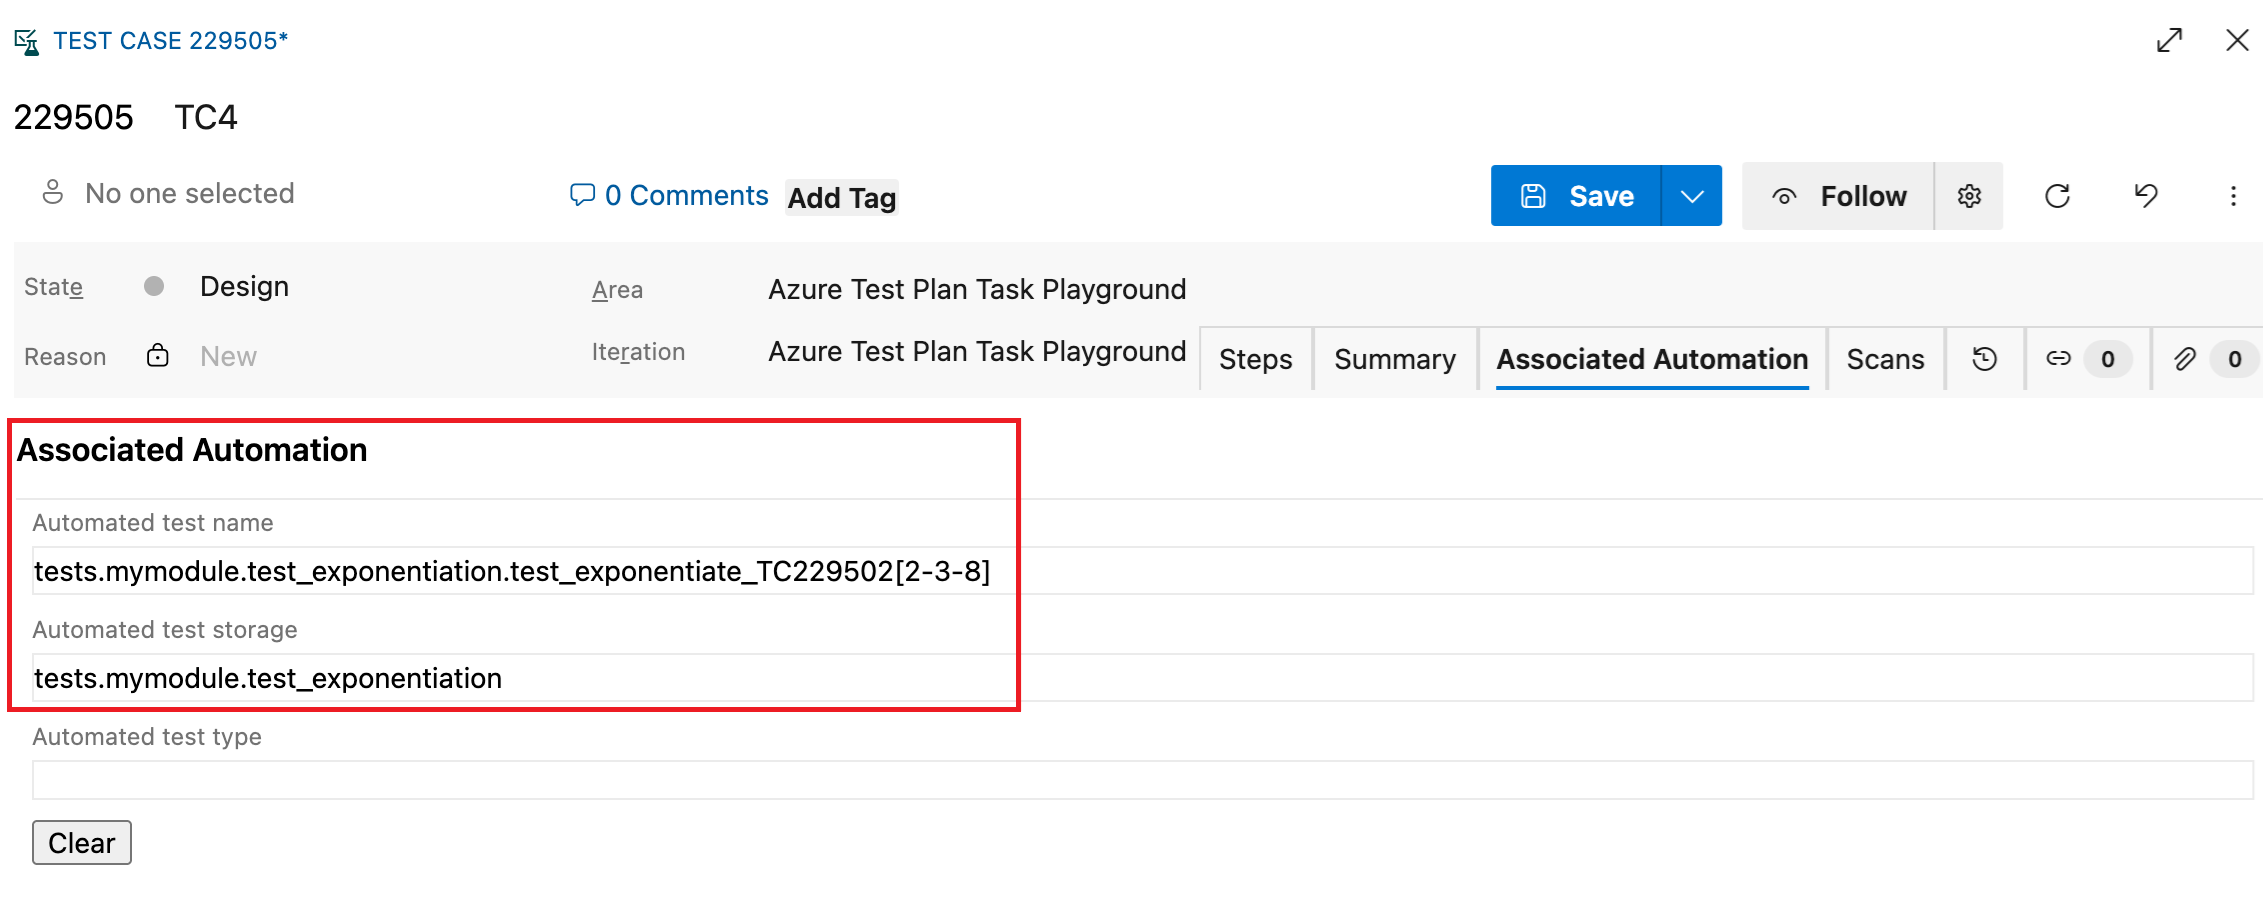 TEST CASE 229505*
229505 TC4
No one selected 0 Comments Add Tag Save Follow
State Design Area Azure Test Plan Task Playground
Reason New Iteration Azure Test Plan Task Playground Steps Summary Associated Automation Scans 0 0
Associated Automation
Automated test name
tests.mymodule.test_exponentiation.test_exponentiate_TC229502[2-3-8]
Automated test storage
tests.mymodule.test_exponentiation
Automated test type
Clear